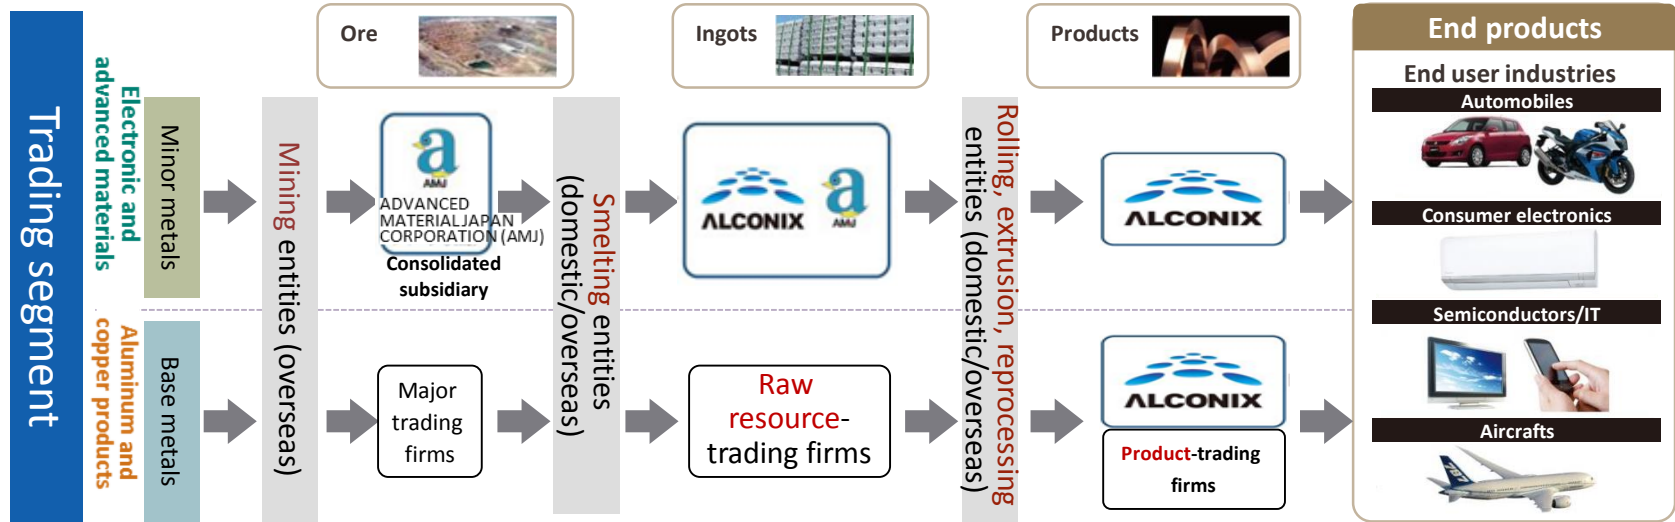 Trading segment
Electronic and
advanced materials
Aluminum and
copper products
Minor metals
Base metals
Ore
Ingots
Products
Mining entities (overseas)
a
AMJ
ADVANCED
MATERIALJAPAN
CORPORATION (AMJ)
Consolidated
subsidiary
Smelting entities
(domestic/overseas)
ALCONIX
a
AMJ
Rolling, extrusion, reprocessing
entities (domestic/overseas)
ALCONIX
Major
trading
firms
Raw
resource-
trading firms
ALCONIX
Product-trading
firms
End products
End user industries
Automobiles
Consumer electronics
Semiconductors/IT
Aircrafts
787